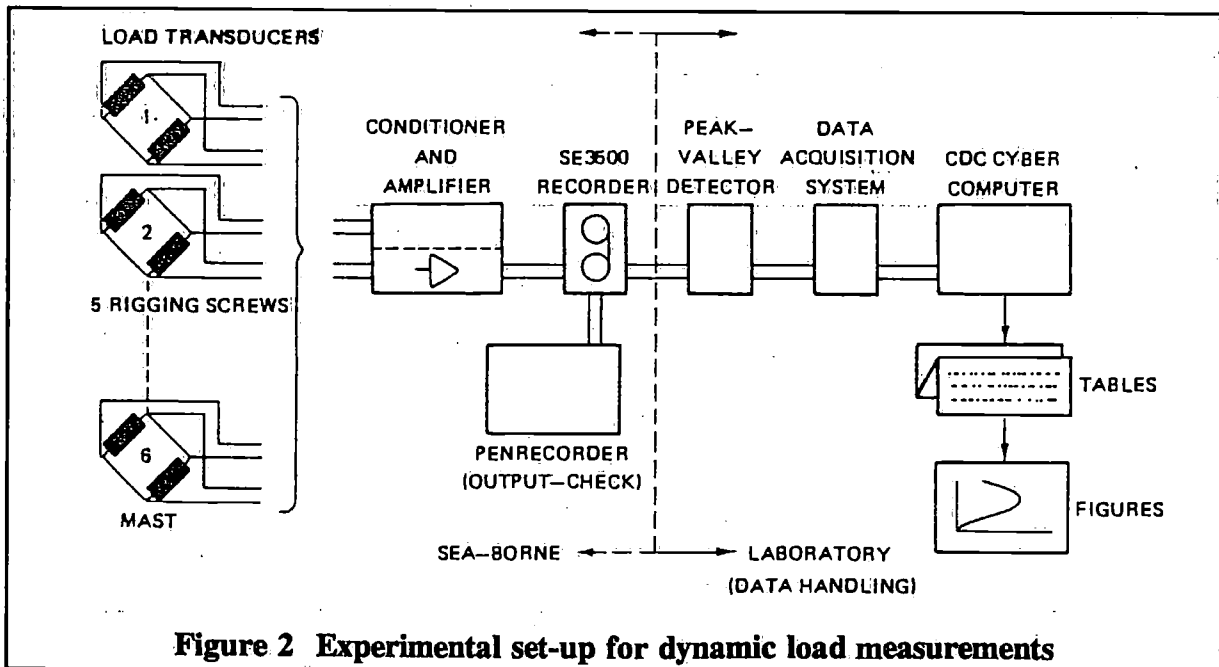 LOAD TRANSDUCERS
1
2
5 RIGGING SCREWS
6
MAST
CONDITIONER
AND
AMPLIFIER
SE3500
RECORDER
PENRECORDER
(OUTPUT–CHECK)
PEAK–
VALLEY
DETECTOR
DATA
ACQUISITION
SYSTEM
CDC CYBER
COMPUTER
TABLES
FIGURES
SEA–BORNE
LABORATORY
(DATA HANDLING)
Figure 2 Experimental set-up for dynamic load measurements